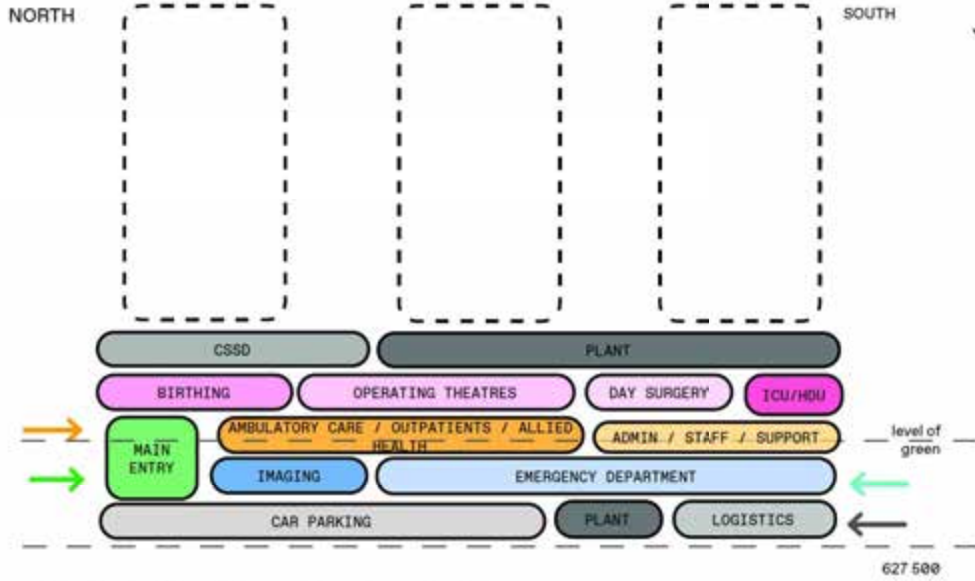 NORTH
SOUTH
CSSD
PLANT
BIRTHING
OPERATING THEATRES
DAY SURGERY
ICU/HDU
MAIN
ENTRY
AMBULATORY CARE / OUTPATIENTS / ALLIED
HEALTH
ADMIN / STAFF / SUPPORT
level of
green
IMAGING
EMERGENCY DEPARTMENT
CAR PARKING
PLANT
LOGISTICS
627 500